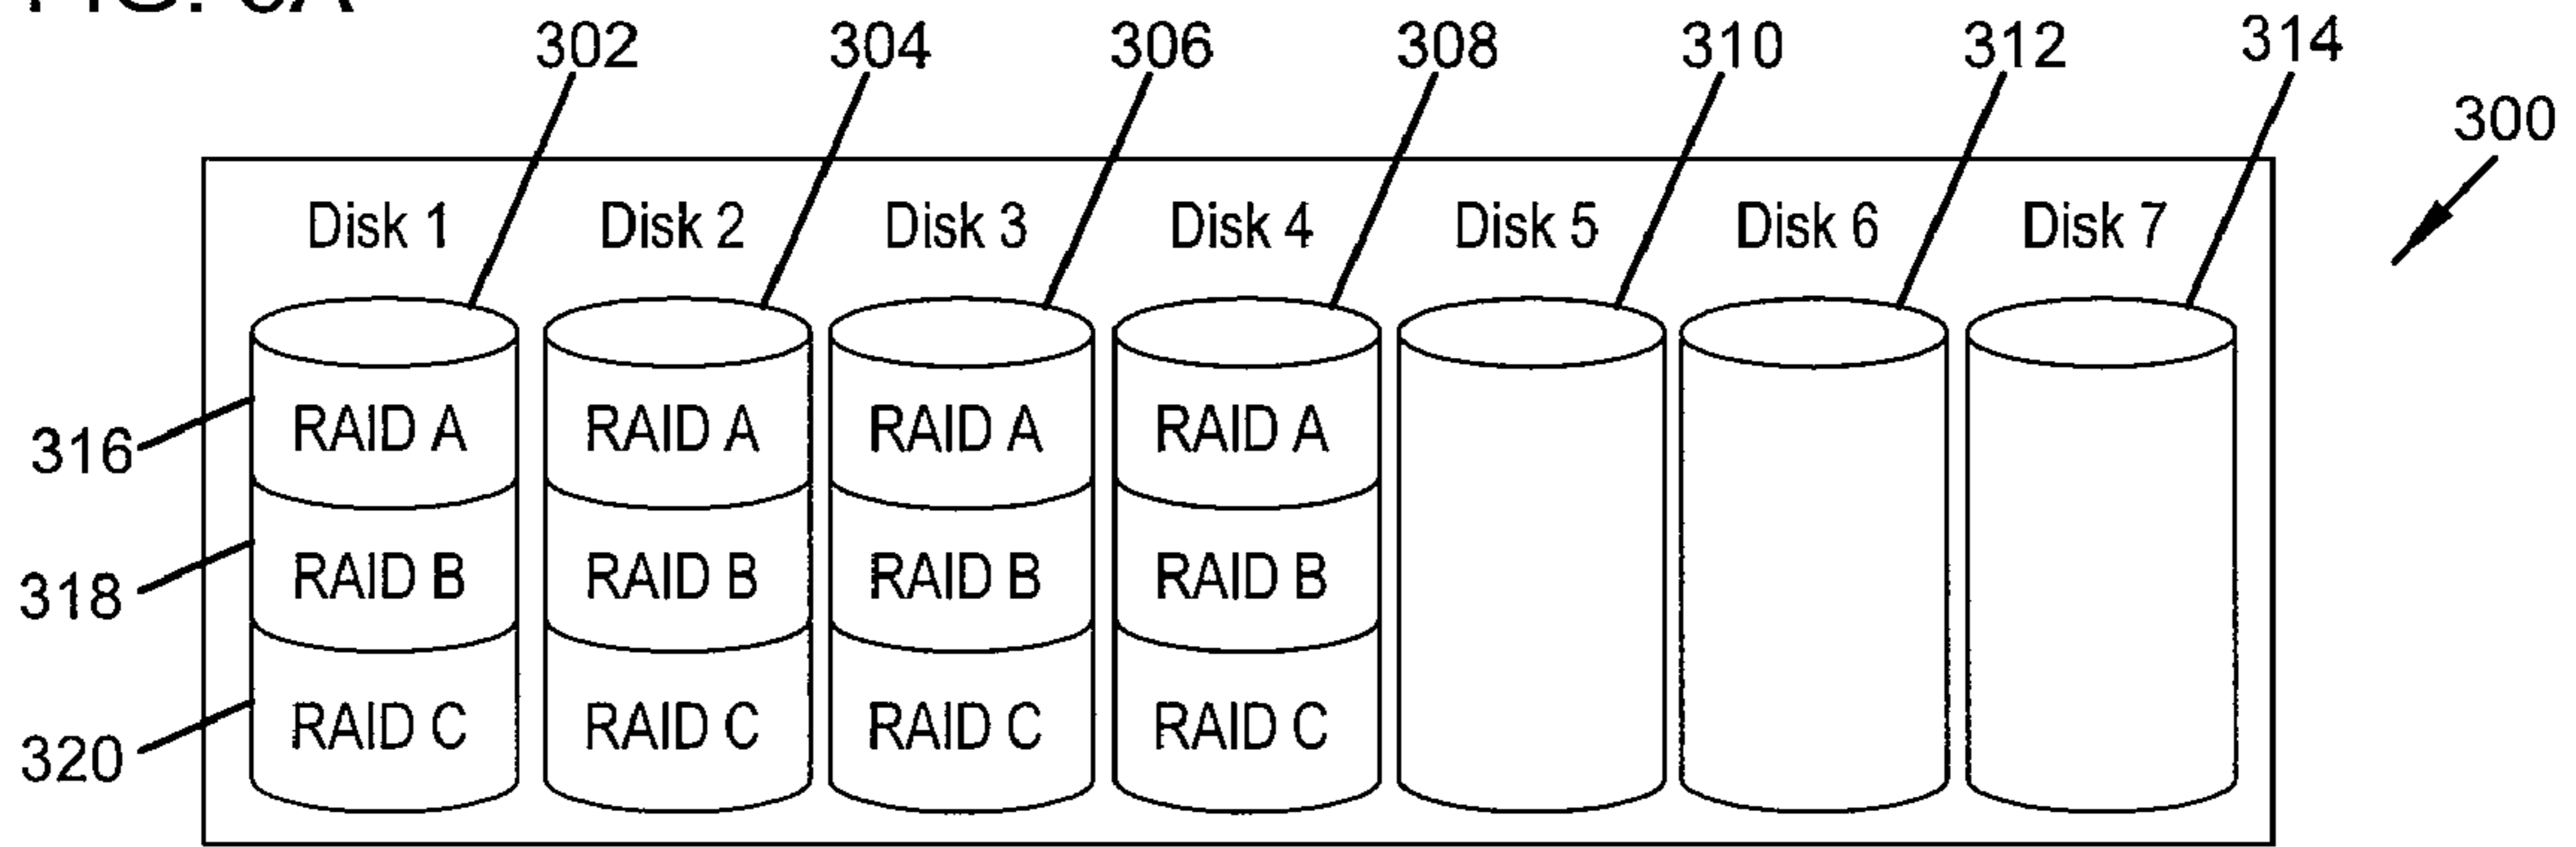 302 304 306 308 310 312 314
300
Disk 1 Disk 2 Disk 3 Disk 4 Disk 5 Disk 6 Disk 7
316 RAID A RAID A RAID A RAID A
318 RAID B RAID B RAID B RAID B
320 RAID C RAID C RAID C RAID C